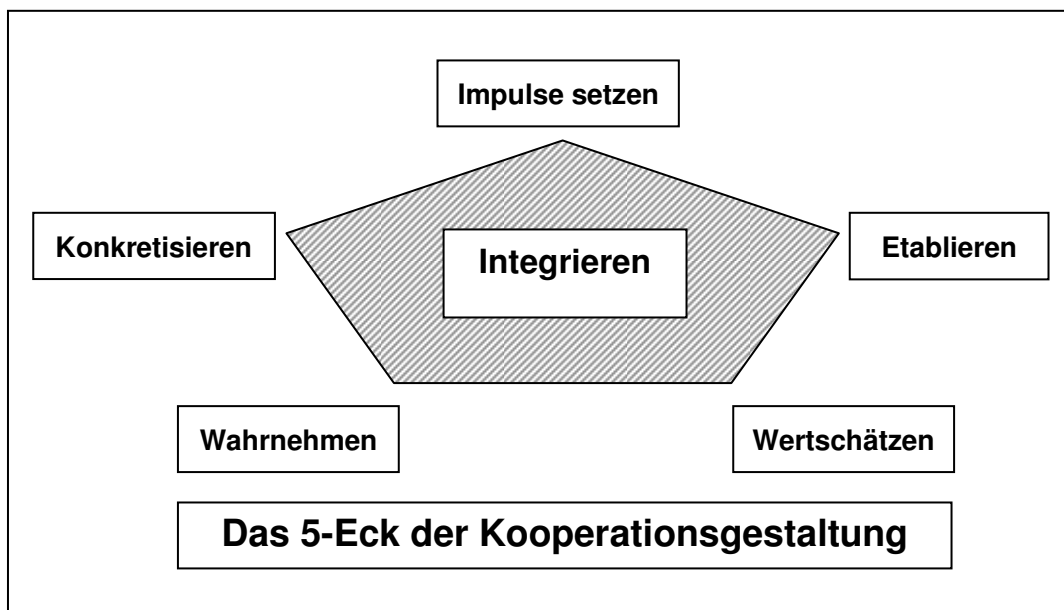 Impulse setzen
Konkretisieren
Integrieren
Etablieren
Wahrnehmen
Wertschätzen
Das 5-Eck der Kooperationsgestaltung